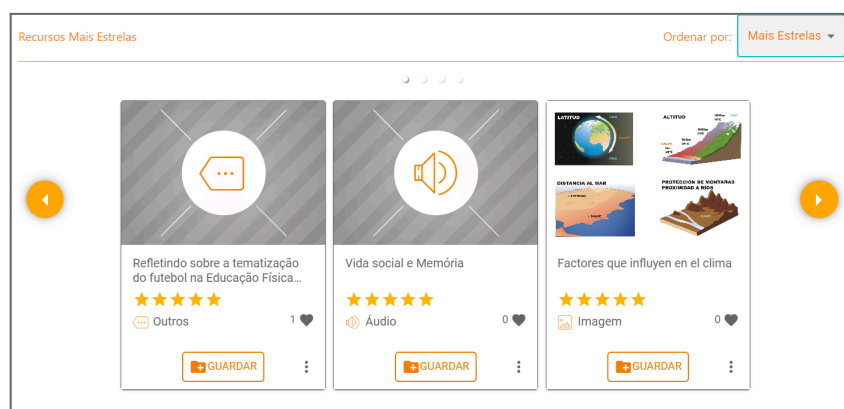 Recursos Mais Estrelas
Ordenar por:
Mais Estrelas
LATITUD
ALTITUD
DISTANCIA AL MAR
PROTECCIÓN DE MONTAÑAS
PROXIMIDAD A RÍOS
Refletindo sobre a tematização
do futebol na Educação Física...
Outros
1
GUARDAR
Vida social e Memória
Áudio
0
GUARDAR
Factores que influyen en el clima
Imagem
0
GUARDAR